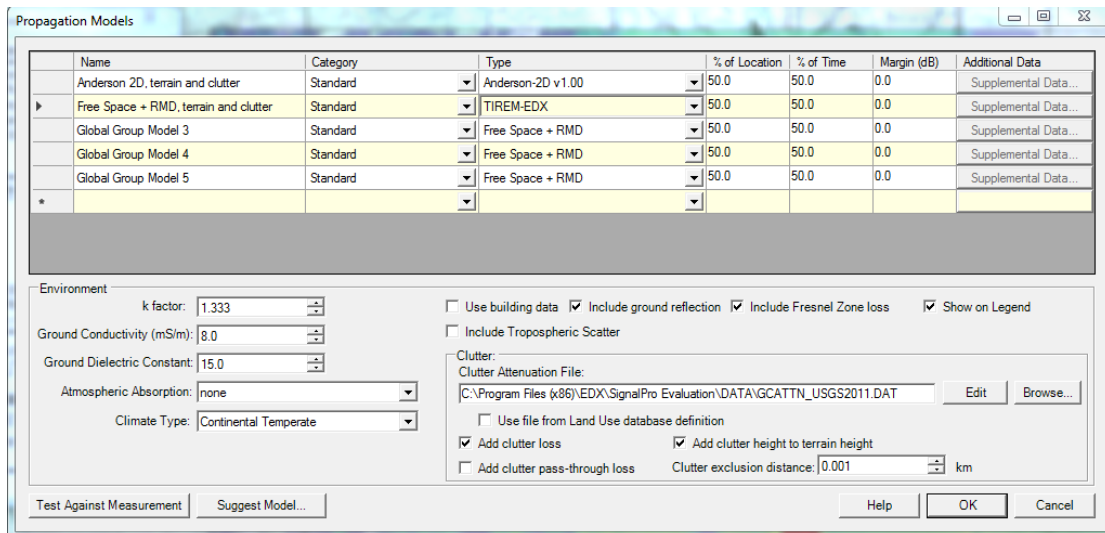 Propagation Models
Name Category Type % of Location % of Time Margin (dB) Additional Data
Anderson 2D, terrain and clutter Standard Anderson-2D v1.00 50.0 50.0 0.0 Supplemental Data...
Free Space + RMD, terrain and clutter Standard TIREM-EDX 50.0 50.0 0.0 Supplemental Data...
Global Group Model 3 Standard Free Space + RMD 50.0 50.0 0.0 Supplemental Data...
Global Group Model 4 Standard Free Space + RMD 50.0 50.0 0.0 Supplemental Data...
Global Group Model 5 Standard Free Space + RMD 50.0 50.0 0.0 Supplemental Data...
*
Environment
k factor: 1.333
Ground Conductivity (mS/m): 8.0
Ground Dielectric Constant: 15.0
Atmospheric Absorption: none
Climate Type: Continental Temperate
Use building data Include ground reflection Include Fresnel Zone loss Show on Legend
Include Tropospheric Scatter
Clutter:
Clutter Attenuation File:
C:\Program Files (x86)\EDX\SignalPro Evaluation\DATA\GCATTN_USGS2011.DAT Edit Browse...
Use file from Land Use database definition
Add clutter loss Add clutter height to terrain height
Add clutter pass-through loss Clutter exclusion distance: 0.001 km
Test Against Measurement Suggest Model... Help OK Cancel